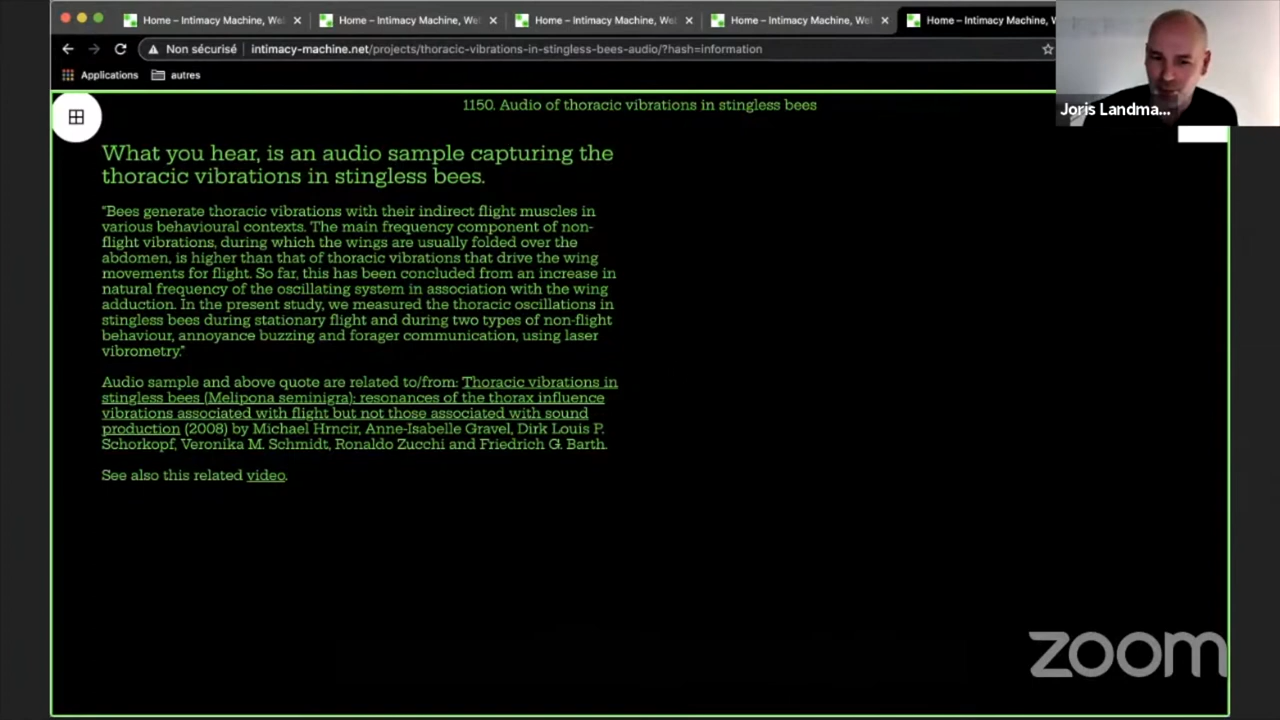 Home – Intimacy Machine, Wel
Home – Intimacy Machine, Wel
Home – Intimacy Machine, Wel
Home – Intimacy Machine, Wel
Home – Intimacy Machine, W
Non sécurisé
intimacy-machine.net/projects/thoracic-vibrations-in-stingless-bees-audio/?hash=information
Applications
autres
Joris Landma...
1150. Audio of thoracic vibrations in stingless bees
What you hear, is an audio sample capturing the
thoracic vibrations in stingless bees.
"Bees generate thoracic vibrations with their indirect flight muscles in
various behavioural contexts. The main frequency component of non-
flight vibrations, during which the wings are usually folded over the
abdomen, is higher than that of thoracic vibrations that drive the wing
movements for flight. So far, this has been concluded from an increase in
natural frequency of the oscillating system in association with the wing
adduction. In the present study, we measured the thoracic oscillations in
stingless bees during stationary flight and during two types of non-flight
behaviour, annoyance buzzing and forager communication, using laser
vibrometry."
Audio sample and above quote are related to/from: Thoracic vibrations in
stingless bees (Melipona seminigra): resonances of the thorax influence
vibrations associated with flight but not those associated with sound
production (2008) by Michael Hrncir, Anne-Isabelle Gravel, Dirk Louis P.
Schorkopf, Veronika M. Schmidt, Ronaldo Zucchi and Friedrich G. Barth.
See also this related video.
zoom